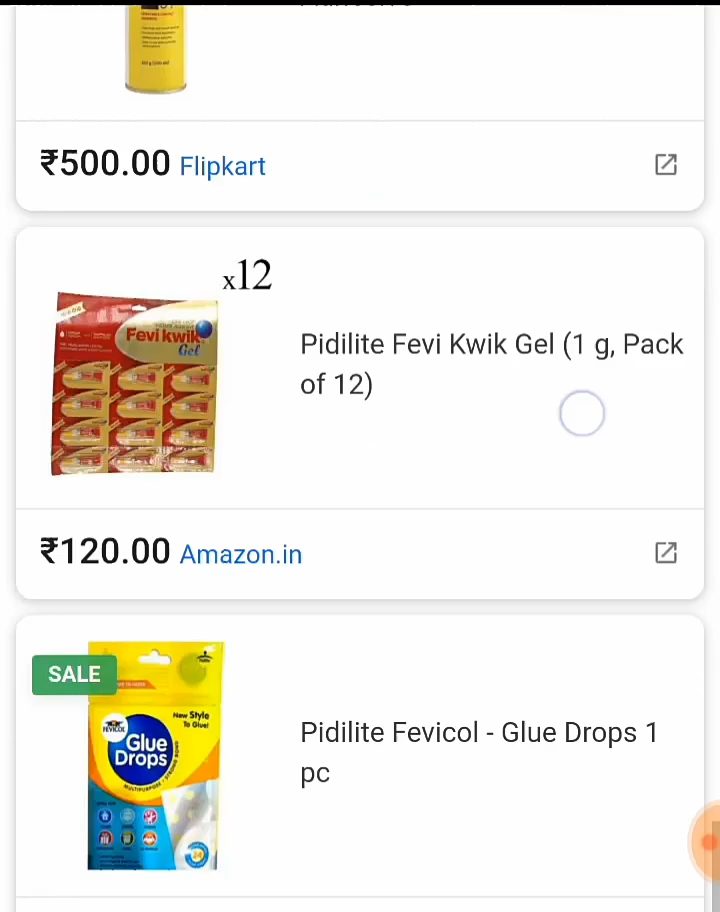 ₹500.00 Flipkart
x12
Fevi kwik
Gel
Pidilite Fevi Kwik Gel (1 g, Pack
of 12)
₹120.00 Amazon.in
SALE
New Style
To Glue!
FEVICOL
Glue
Drops
Pidilite Fevicol - Glue Drops 1
pc